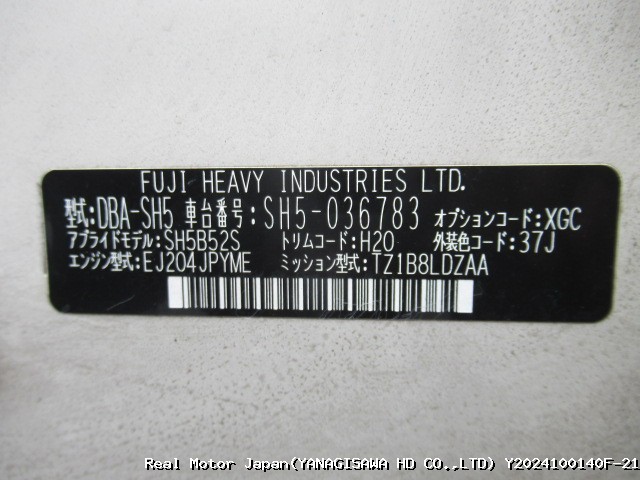 FUJI HEAVY INDUSTRIES LTD.
型式:DBA-SH5 車台番号:SH5-036783 オプションコード:XGC
アプライドモデル:SH5B52S トリムコード:H20 外装色コード:37J
エンジン型式:EJ204JPYME ミッション型式:TZ1B8LDZAA
Real Motor Japan(YANAGISAWA HD CO.,LTD) Y2024100140F-21